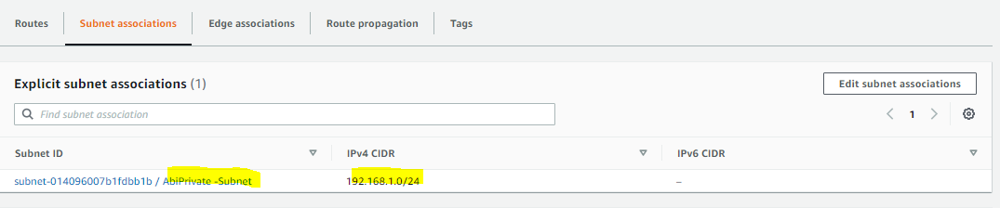 Routes Subnet associations Edge associations Route propagation Tags
Explicit subnet associations (1) Edit subnet associations
Find subnet association 1
Subnet ID IPv4 CIDR IPv6 CIDR
subnet-014096007b1fdbb1b / AbiPrivate -Subnet 192.168.1.0/24 –